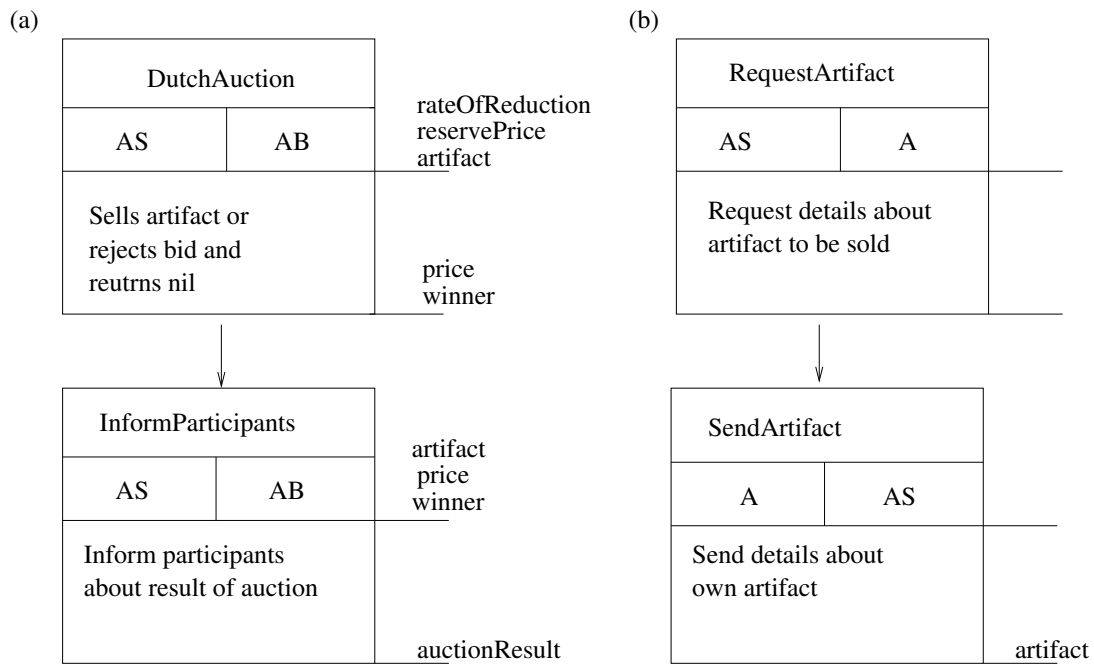 (a)
DutchAuction
AS
AB
rateOfReduction
reservePrice
artifact
Sells artifact or
rejects bid and
reutrns nil
price
winner
InformParticipants
AS
AB
artifact
price
winner
Inform participants
about result of auction
auctionResult
(b)
RequestArtifact
AS
A
Request details about
artifact to be sold
SendArtifact
A
AS
Send details about
own artifact
artifact